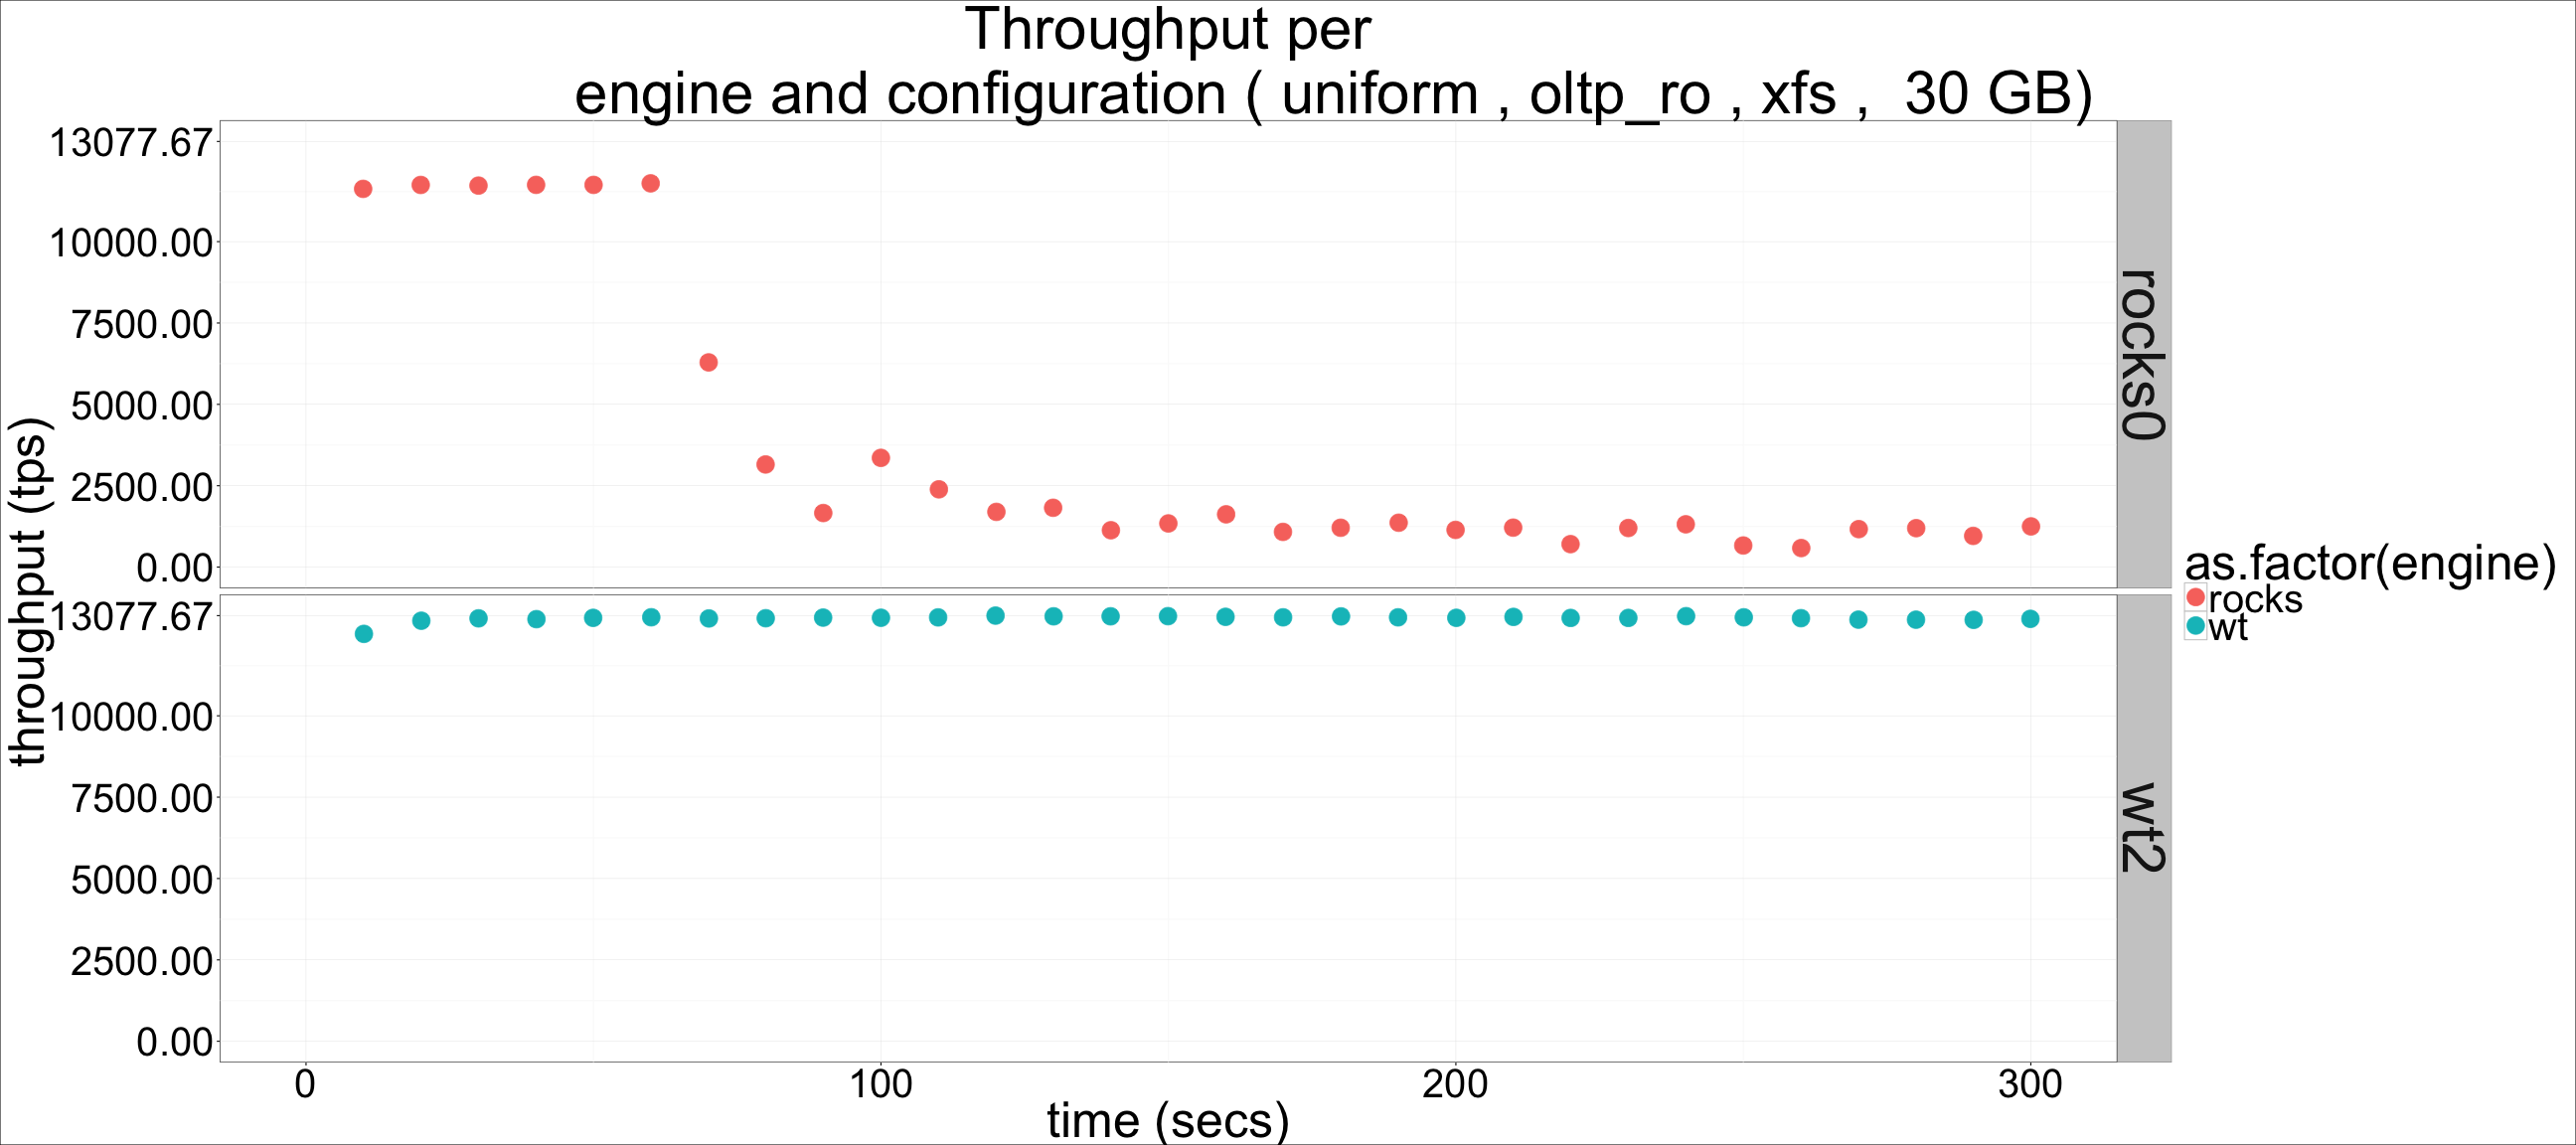 Throughput per
engine and configuration ( uniform , oltp_ro , xfs ,  30 GB)
throughput (tps)
13077.67
10000.00
7500.00
5000.00
2500.00
0.00
rocks0
13077.67
10000.00
7500.00
5000.00
2500.00
0.00
wt2
0
100
200
300
time (secs)
as.factor(engine)
rocks
wt